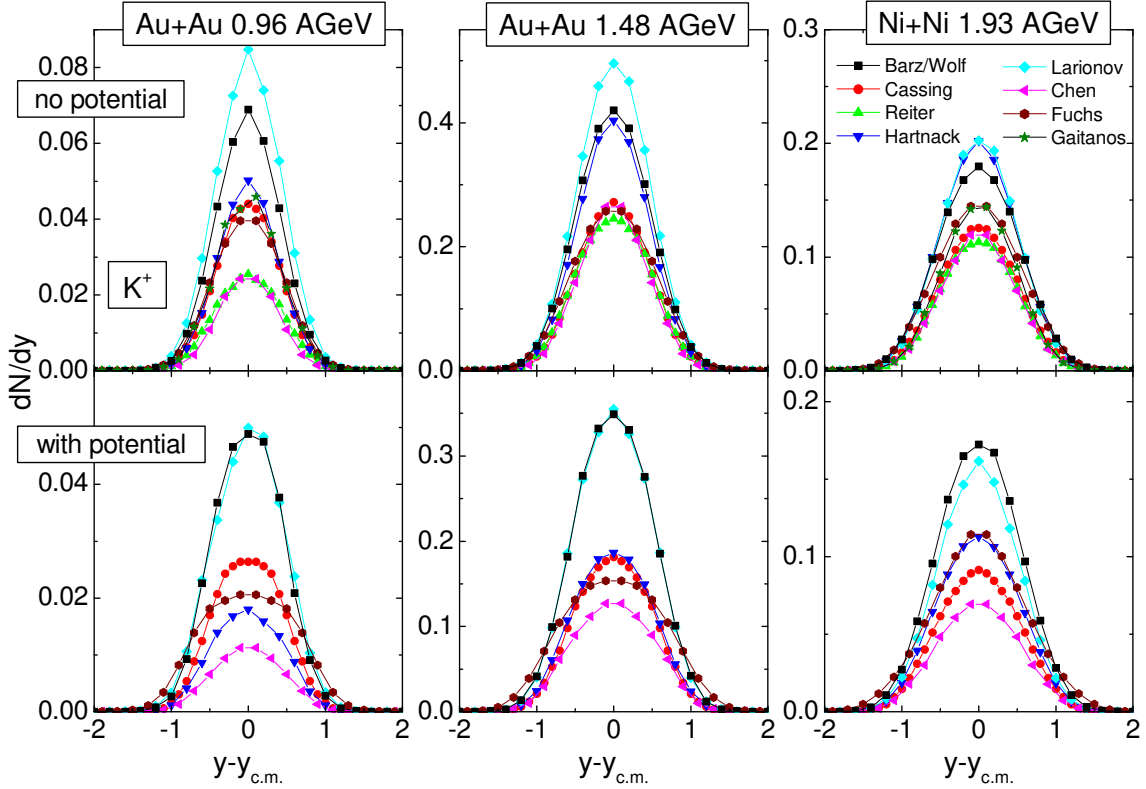 Au+Au 0.96 AGeV
Au+Au 1.48 AGeV
Ni+Ni 1.93 AGeV
no potential
K+
with potential
dN/dy
Barz/Wolf
Cassing
Reiter
Hartnack
Larionov
Chen
Fuchs
Gaitanos
0.08
0.06
0.04
0.02
0.00
0.4
0.2
0.0
0.3
0.2
0.1
0.0
0.04
0.02
0.00
0.3
0.2
0.1
0.0
0.2
0.1
0.0
-2 -1 0 1 2
-2 -1 0 1 2
-2 -1 0 1 2
y-yc.m.
y-yc.m.
y-yc.m.